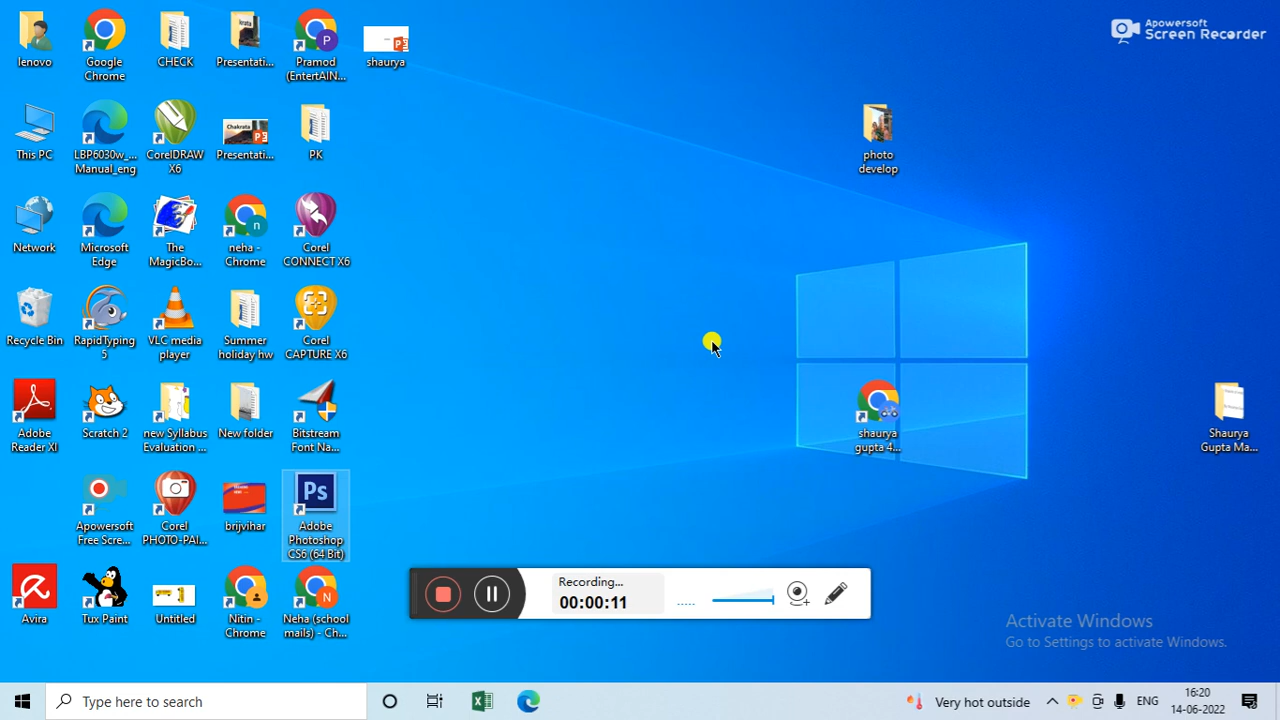 Apowersoft
Screen Recorder
lenovo
Google
Chrome
CHECK
Presentati...
Pramod
(EntertAIN...
shaurya
This PC
LBP6030w_...
Manual_eng
CorelDRAW
X6
Chakrata
Presentati...
PK
photo
develop
Network
Microsoft
Edge
The
MagicBo...
neha -
Chrome
Corel
CONNECT X6
Recycle Bin
RapidTyping
5
VLC media
player
Summer
holiday hw
Corel
CAPTURE X6
Adobe
Reader XI
Scratch 2
new Syllabus
Evaluation ...
New folder
Bitstream
Font Na...
shaurya
gupta 4...
Shaurya
Gupta Ma...
Apowersoft
Free Scre...
Corel
PHOTO-PAI...
brijvihar
Ps
Adobe
Photoshop
CS6 (64 Bit)
Avira
Tux Paint
Untitled
Nitin -
Chrome
Neha (school
mails) - Ch...
Recording...
00:00:11
Activate Windows
Go to Settings to activate Windows.
Type here to search
Very hot outside
ENG
16:20
14-06-2022